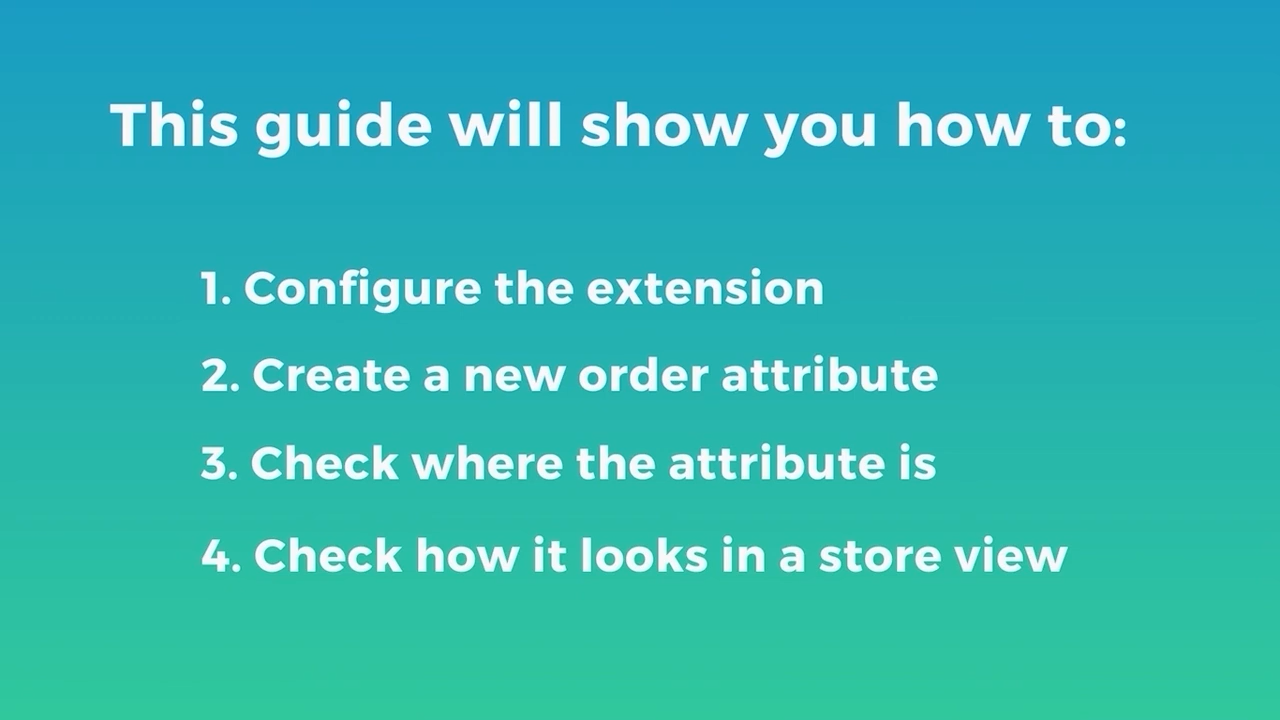 This guide will show you how to:
1. Configure the extension
2. Create a new order attribute
3. Check where the attribute is
4. Check how it looks in a store view